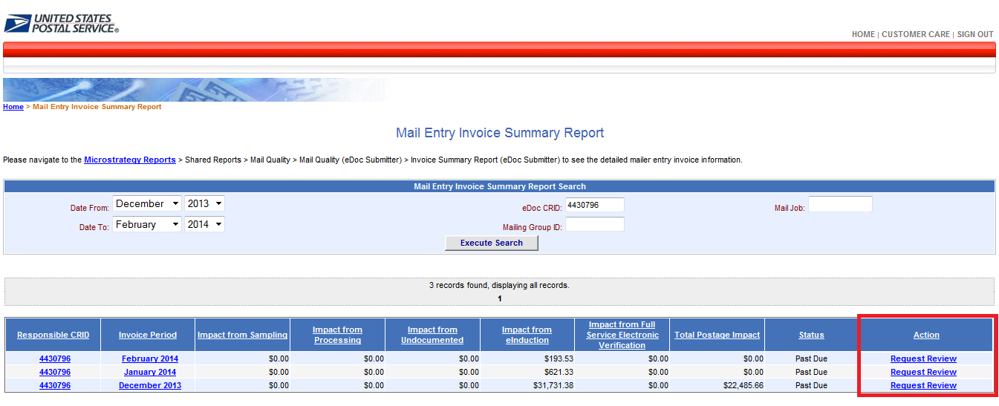 UNITED STATES
POSTAL SERVICE®
HOME | CUSTOMER CARE | SIGN OUT
Home > Mail Entry Invoice Summary Report
Mail Entry Invoice Summary Report
Please navigate to the Microstrategy Reports > Shared Reports > Mail Quality > Mail Quality (eDoc Submitter) > Invoice Summary Report (eDoc Submitter) to see the detailed mailer entry invoice information.
Mail Entry Invoice Summary Report Search
Date From: December 2013 eDoc CRID: 4430796 Mail Job:
Date To: February 2014 Mailing Group ID:
Execute Search
3 records found, displaying all records.
1
Responsible CRID Invoice Period Impact from Sampling Impact from Processing Impact from Undocumented Impact from eInduction Impact from Full Service Electronic Verification Total Postage Impact Status Action
4430796 February 2014 $0.00 $0.00 $0.00 $193.53 $0.00 $0.00 Past Due Request Review
4430796 January 2014 $0.00 $0.00 $0.00 $621.33 $0.00 $0.00 Past Due Request Review
4430796 December 2013 $0.00 $0.00 $0.00 $31,731.38 $0.00 $22,485.66 Past Due Request Review